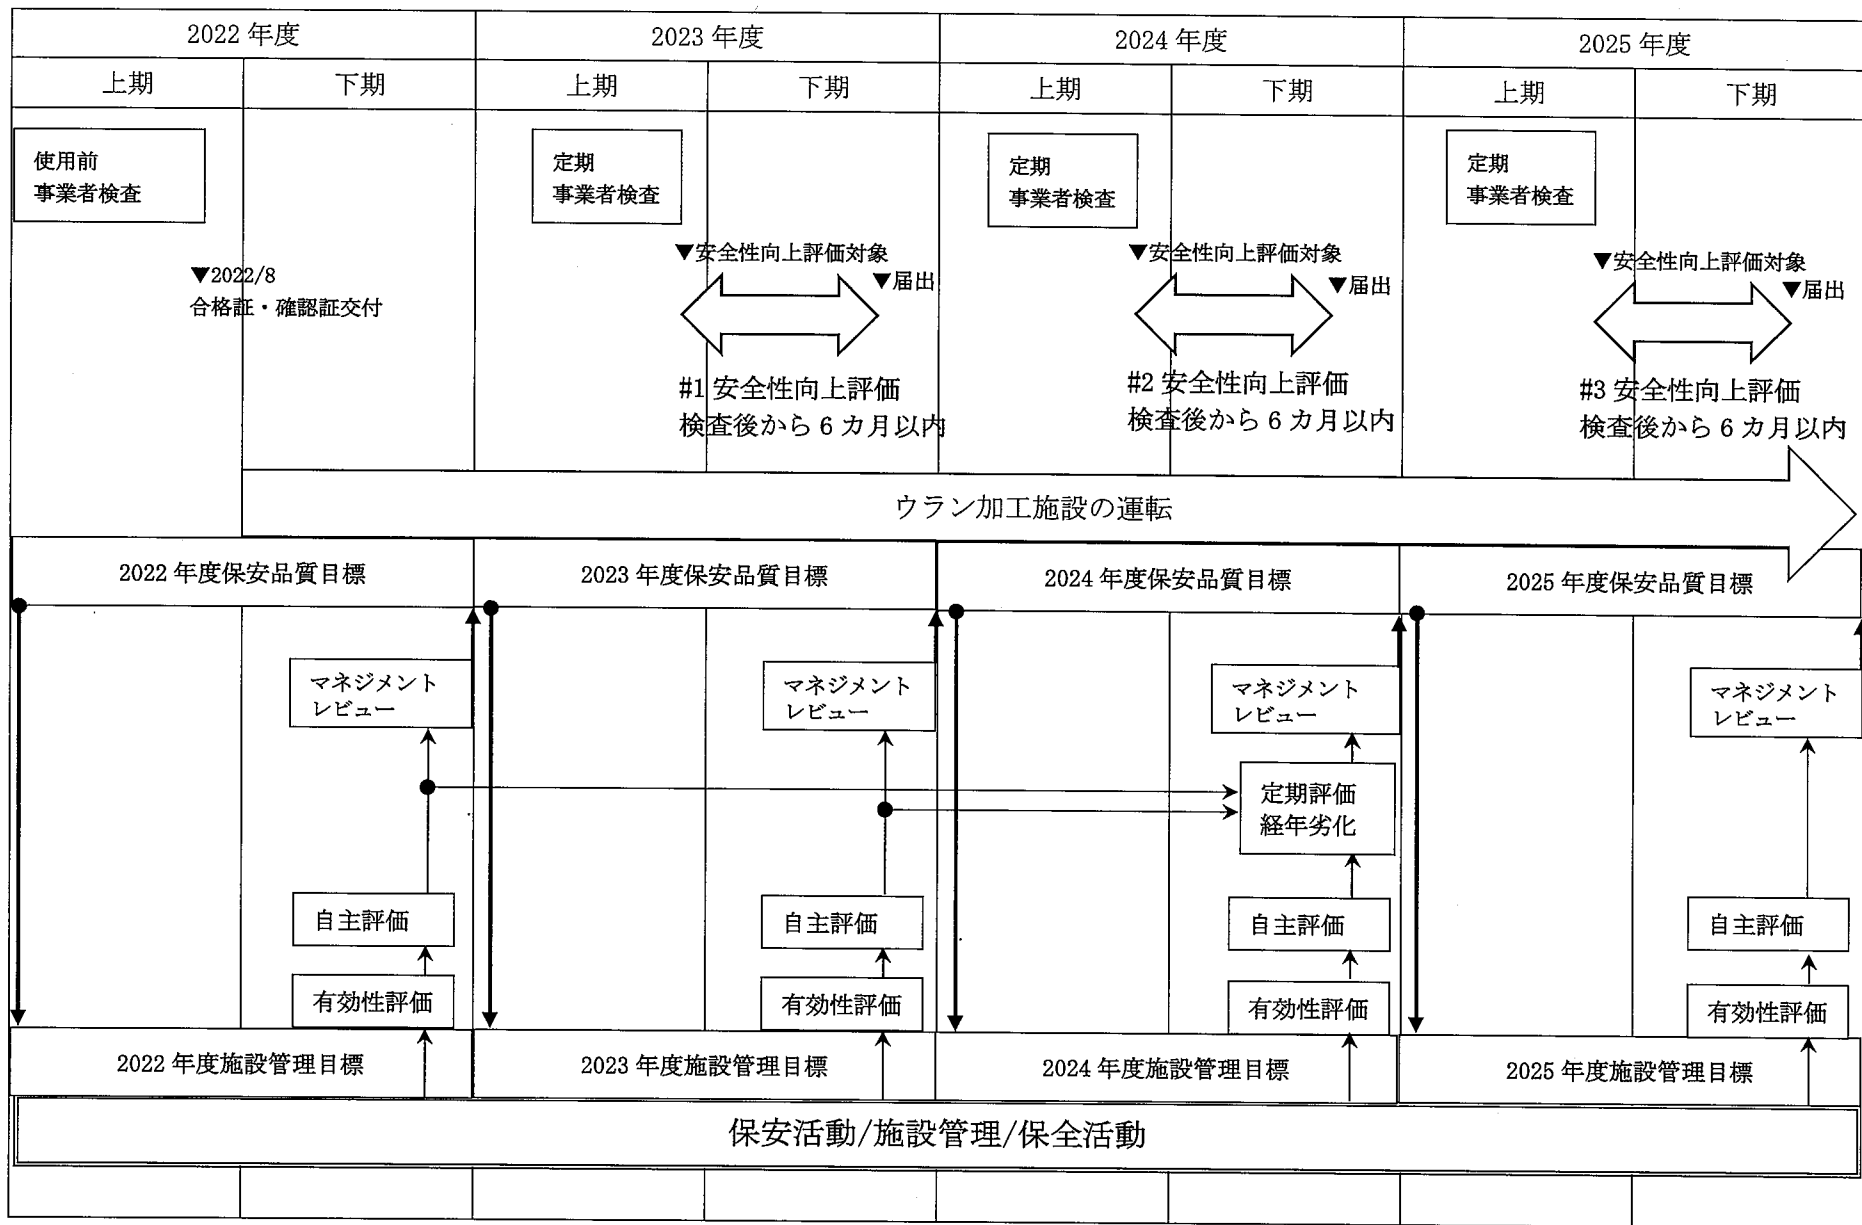 2022 年度
2023 年度
2024 年度
2025 年度
上期
下期
上期
下期
上期
下期
上期
下期
使用前
事業者検査
定期
事業者検査
定期
事業者検査
定期
事業者検査
▼2022/8
合格証・確認証交付
▼安全性向上評価対象
▼届出
▼安全性向上評価対象
▼届出
▼安全性向上評価対象
▼届出
#1 安全性向上評価
検査後から 6 カ月以内
#2 安全性向上評価
検査後から 6 カ月以内
#3 安全性向上評価
検査後から 6 カ月以内
ウラン加工施設の運転
2022 年度保安品質目標
2023 年度保安品質目標
2024 年度保安品質目標
2025 年度保安品質目標
マネジメント
レビュー
マネジメント
レビュー
マネジメント
レビュー
マネジメント
レビュー
定期評価
経年劣化
自主評価
自主評価
自主評価
自主評価
有効性評価
有効性評価
有効性評価
有効性評価
2022 年度施設管理目標
2023 年度施設管理目標
2024 年度施設管理目標
2025 年度施設管理目標
保安活動/施設管理/保全活動